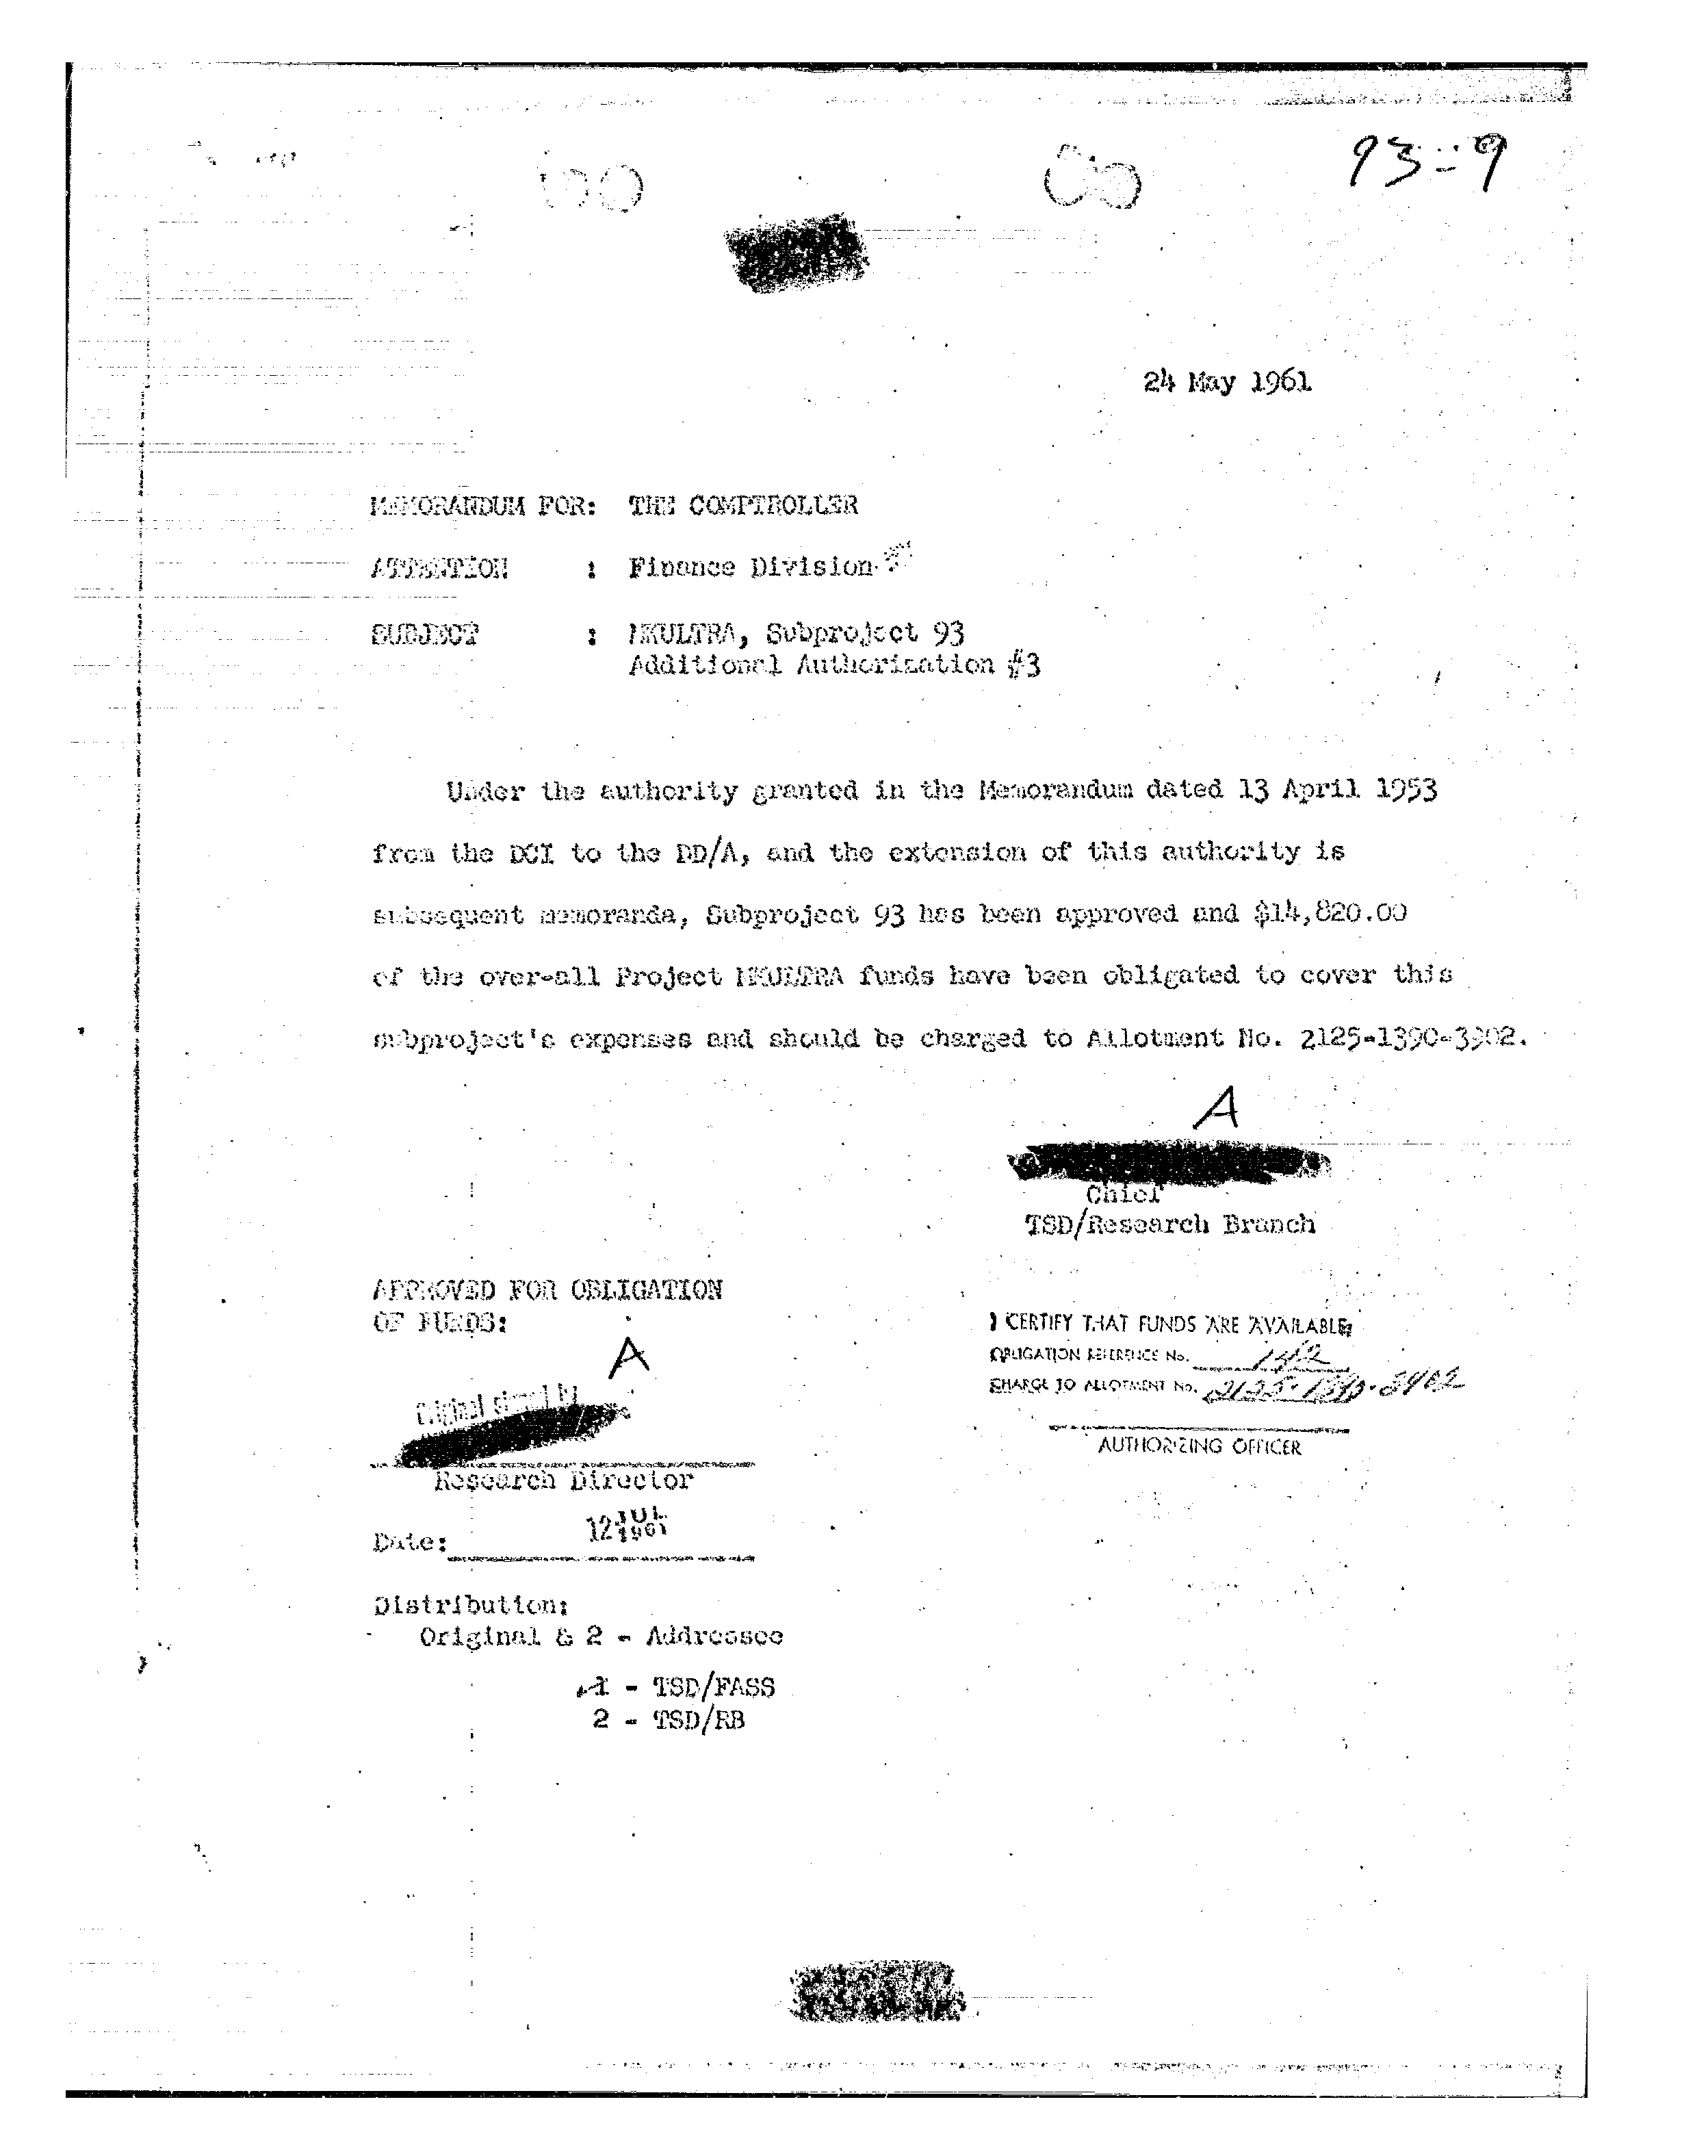 93-9
24 May 1961
MEMORANDUM FOR: THE COMPTROLLER
ATTENTION : Finance Division
SUBJECT : MKULTRA, Subproject 93
Additional Authorization #3
Under the authority granted in the Memorandum dated 13 April 1953
from the DCI to the DD/A, and the extension of this authority is
subsequent memoranda, Subproject 93 has been approved and $14,820.00
of the over-all Project MKULTRA funds have been obligated to cover this
subproject's expenses and should be charged to Allotment No. 2125-1390-3902.
A
Chief
TSD/Research Branch
APPROVED FOR OBLIGATION
OF FUNDS:
I CERTIFY THAT FUNDS ARE AVAILABLE:
OBLIGATION REFERENCE No.
CHARGE TO ALLOTMENT No. 2125-1390-3902
AUTHORIZING OFFICER
A
Original signed by
Research Director
Date: 12 JUL 1961
Distribution:
Original & 2 - Addressee
1 - TSD/FASS
2 - TSD/RB